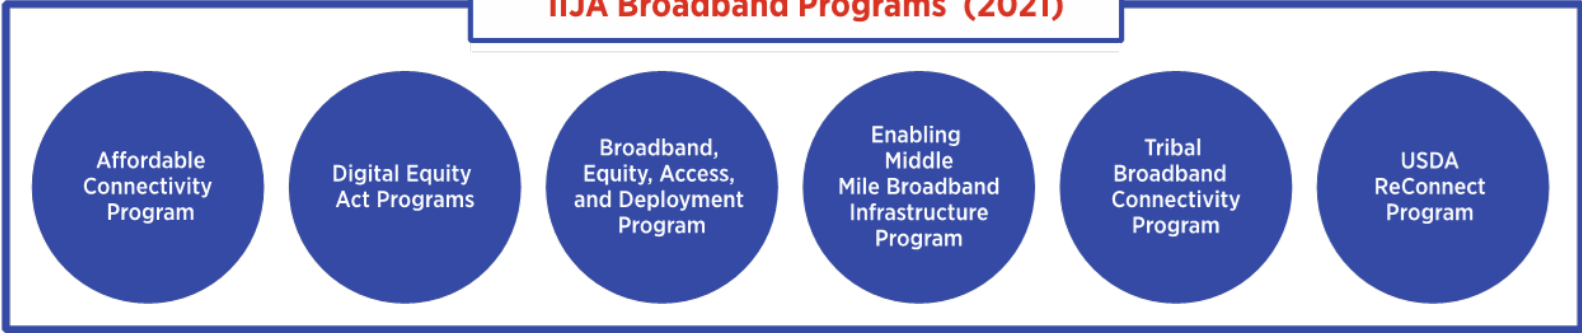 IIJA Broadband Programs (2021)
Affordable
Connectivity
Program
Digital Equity
Act Programs
Broadband,
Equity, Access,
and Deployment
Program
Enabling
Middle
Mile Broadband
Infrastructure
Program
Tribal
Broadband
Connectivity
Program
USDA
ReConnect
Program